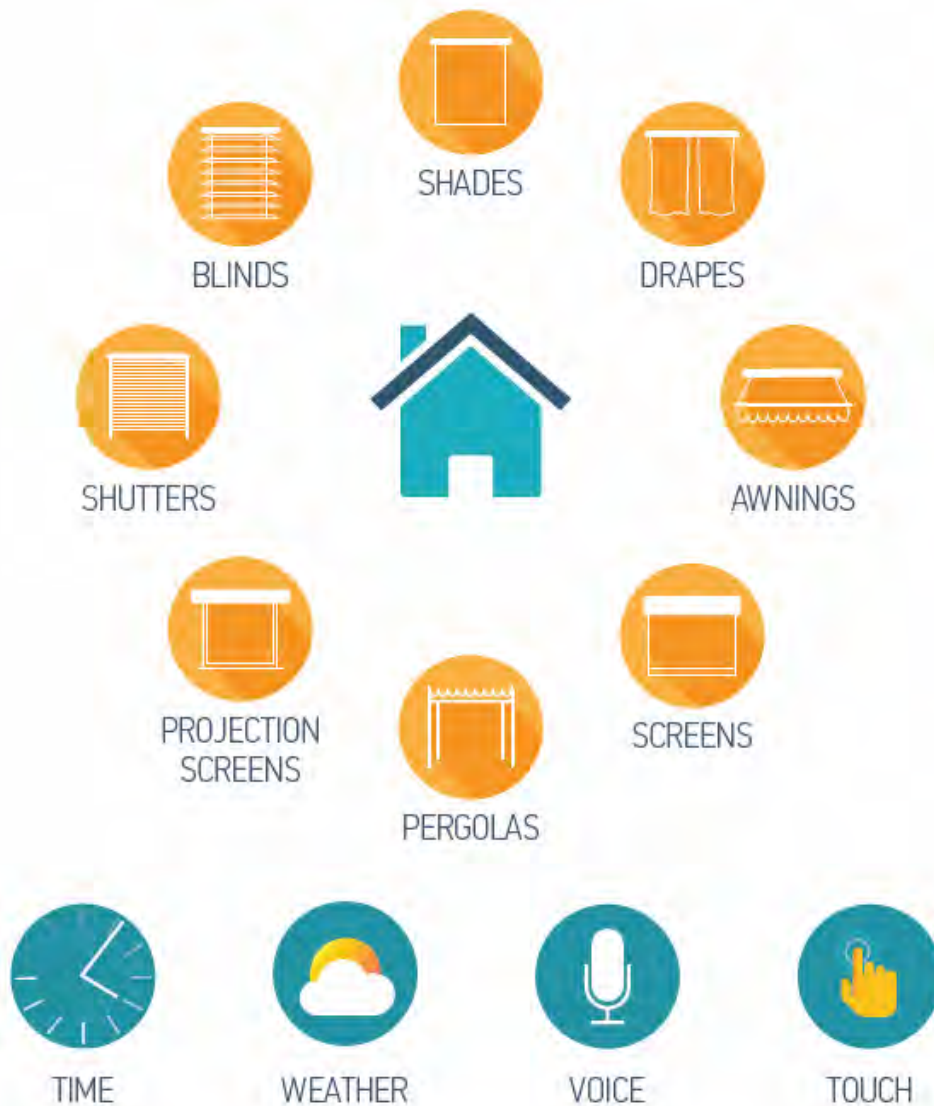 SHADES
BLINDS
DRAPES
SHUTTERS
AWNINGS
PROJECTION
SCREENS
SCREENS
PERGOLAS
TIME
WEATHER
VOICE
TOUCH